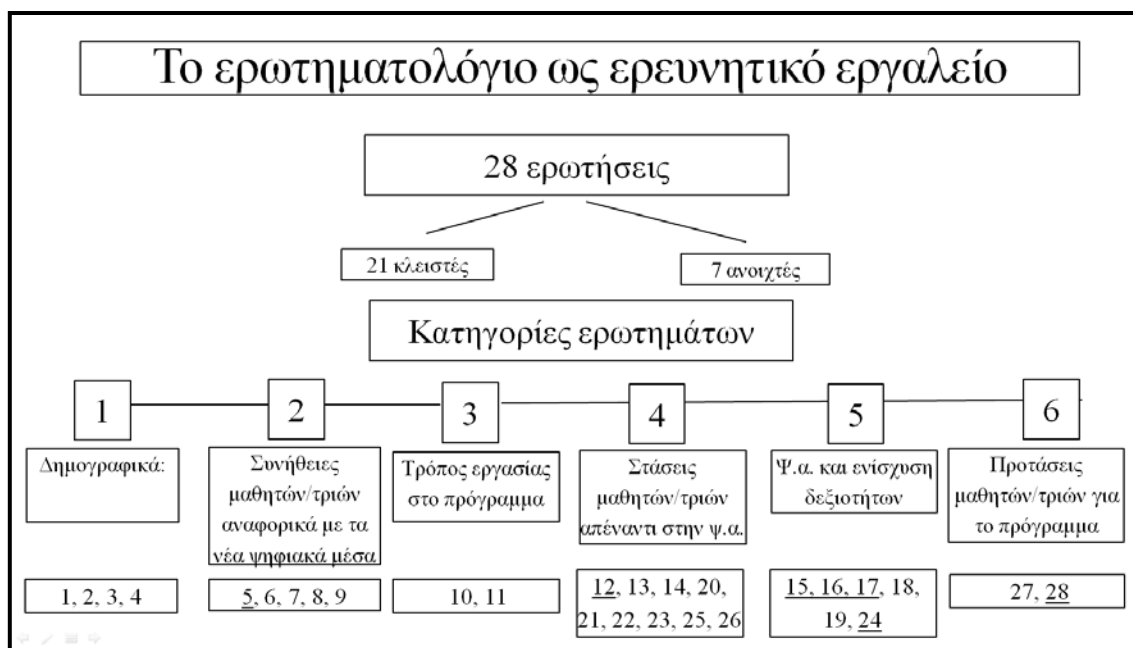 Το ερωτηματολόγιο ως ερευνητικό εργαλείο
28 ερωτήσεις
21 κλειστές
7 ανοιχτές
Κατηγορίες ερωτημάτων
1
2
3
4
5
6
Δημογραφικά:
Συνήθειες
μαθητών/τριών
αναφορικά με τα
νέα ψηφιακά μέσα
Τρόπος εργασίας
στο πρόγραμμα
Στάσεις
μαθητών/τριών
απέναντι στην ψ.α.
Ψ.α. και ενίσχυση
δεξιοτήτων
Προτάσεις
μαθητών/τριών για
το πρόγραμμα
1, 2, 3, 4
5, 6, 7, 8, 9
10, 11
12, 13, 14, 20,
21, 22, 23, 25, 26
15, 16, 17, 18,
19, 24
27, 28